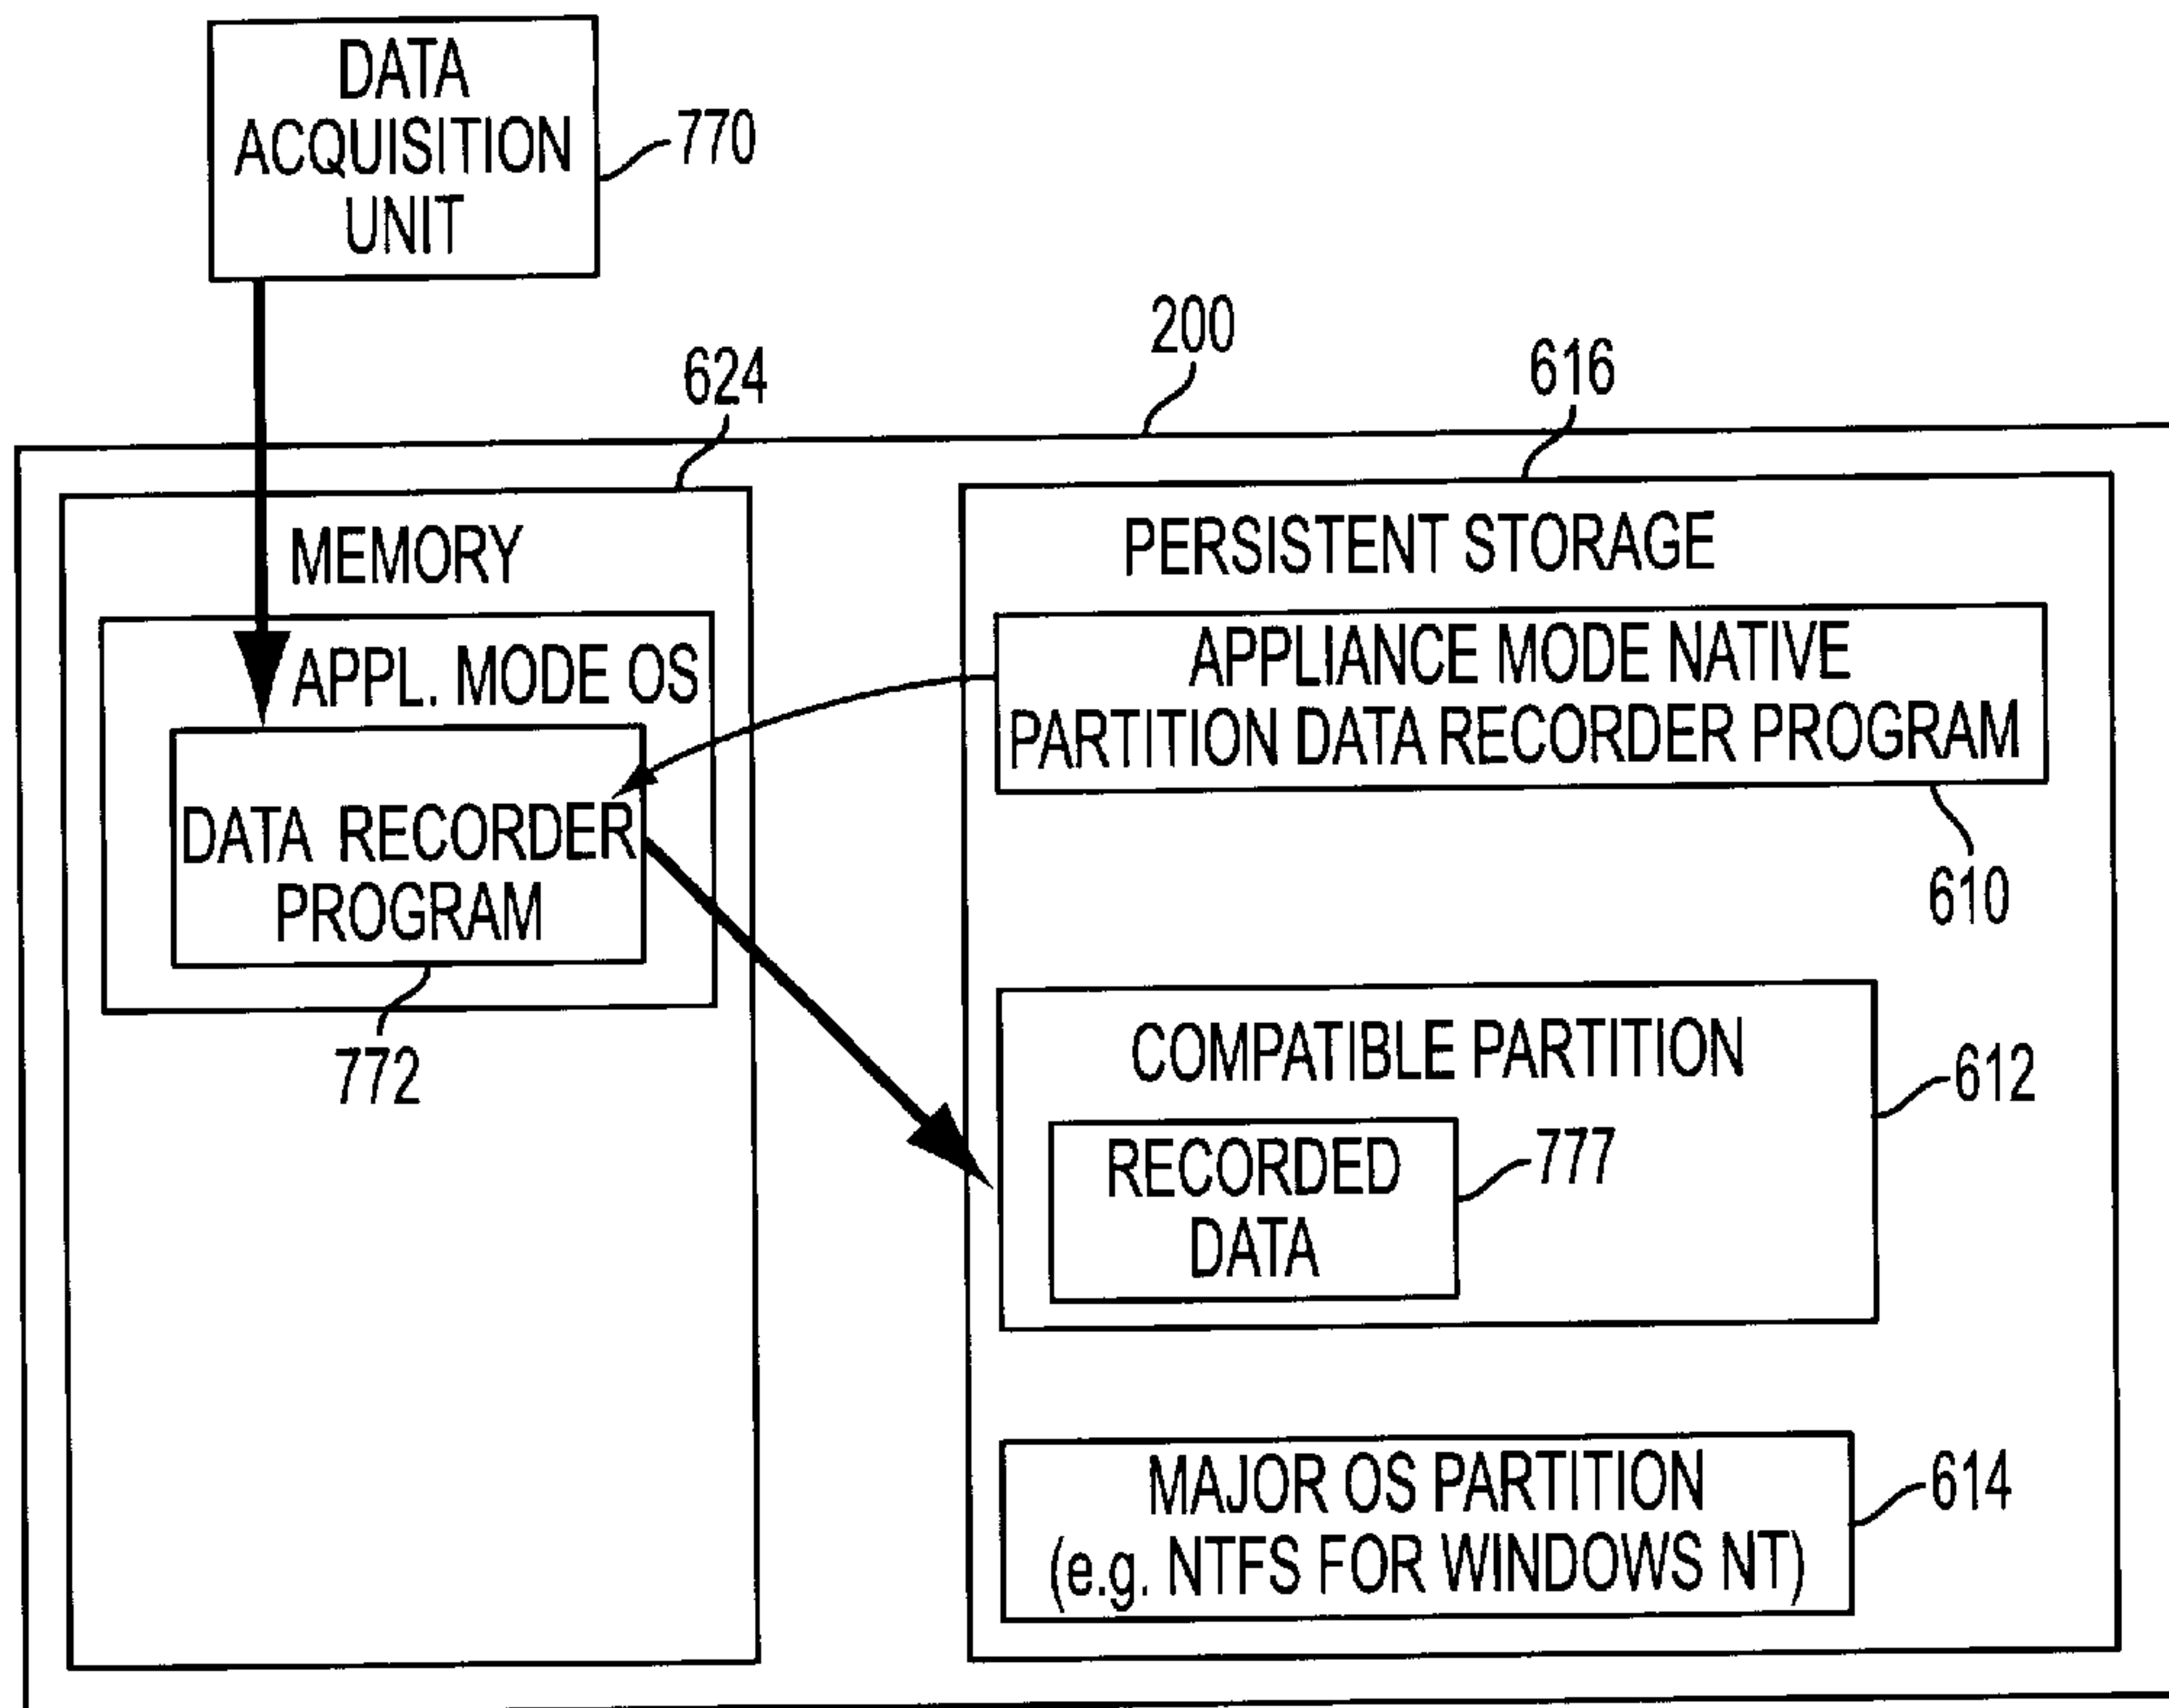 DATA
ACQUISITION
UNIT
770
200
624
616
MEMORY
PERSISTENT STORAGE
APPL. MODE OS
APPLIANCE MODE NATIVE
PARTITION DATA RECORDER PROGRAM
DATA RECORDER
PROGRAM
610
772
COMPATIBLE PARTITION
612
RECORDED
DATA
777
MAJOR OS PARTITION
(e.g. NTFS FOR WINDOWS NT)
614